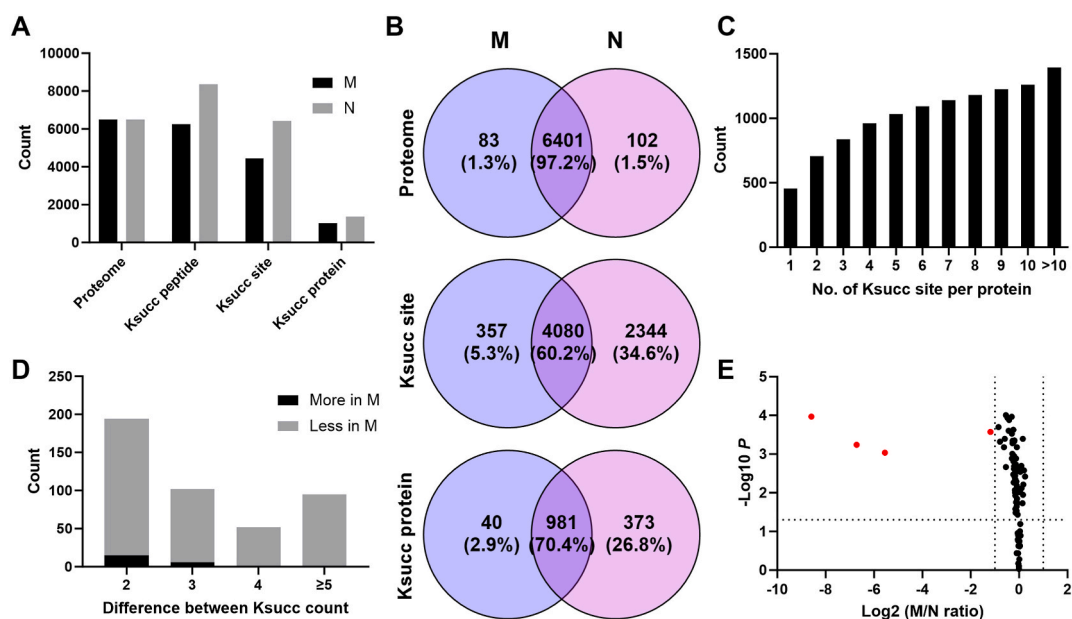 A
10000
8000
6000
4000
2000
0
Count
M
N
Proteome
Ksucc peptide
Ksucc site
Ksucc protein
B
M
N
Proteome
83
(1.3%)
6401
(97.2%)
102
(1.5%)
Ksucc site
357
(5.3%)
4080
(60.2%)
2344
(34.6%)
Ksucc protein
40
(2.9%)
981
(70.4%)
373
(26.8%)
C
1500
1000
500
0
Count
1 2 3 4 5 6 7 8 9 10 >10
No. of Ksucc site per protein
D
250
200
150
100
50
0
Count
More in M
Less in M
2 3 4 ≥5
Difference between Ksucc count
E
5
4
3
2
1
0
-Log10 P
-10 -8 -6 -4 -2 0 2
Log2 (M/N ratio)